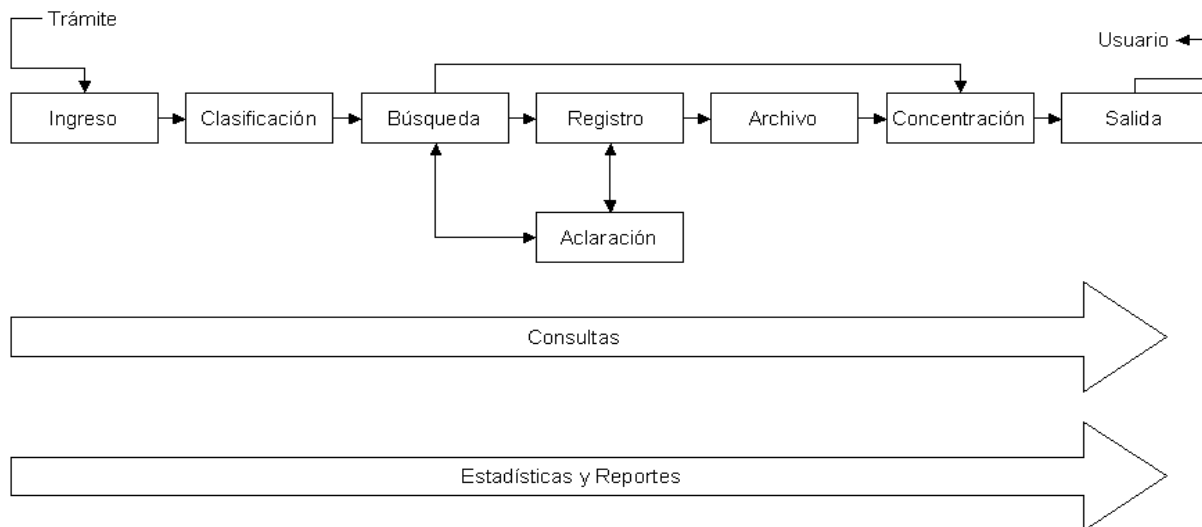 Trámite
Usuario
Ingreso
Clasificación
Búsqueda
Registro
Archivo
Concentración
Salida
Aclaración
Consultas
Estadísticas y Reportes